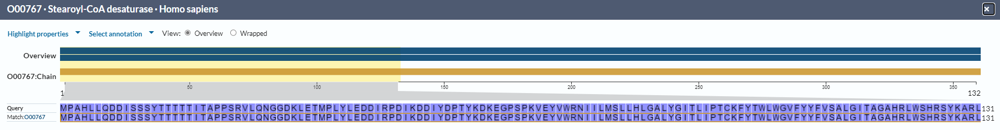 O00767 · Stearoyl-CoA desaturase · Homo sapiens
Highlight properties Select annotation View: Overview Wrapped
Overview
O00767:Chain
50 100 150 200 250 300 350
1 132
Query MPAHLLQDDISSSYTTTTTITAPPSRVLQNGGDKLETMPLYLEDDIRPDIKDDIYDPTYKDKEGPSPKVEYVWRNIILMSLLHLGALYGITLIPTCKFYTWLWGVFYYFVSALGITAGAHRLWSHRSYKARL 131
Match:O00767 MPAHLLQDDISSSYTTTTTITAPPSRVLQNGGDKLETMPLYLEDDIRPDIKDDIYDPTYKDKEGPSPKVEYVWRNIILMSLLHLGALYGITLIPTCKFYTWLWGVFYYFVSALGITAGAHRLWSHRSYKARL 131